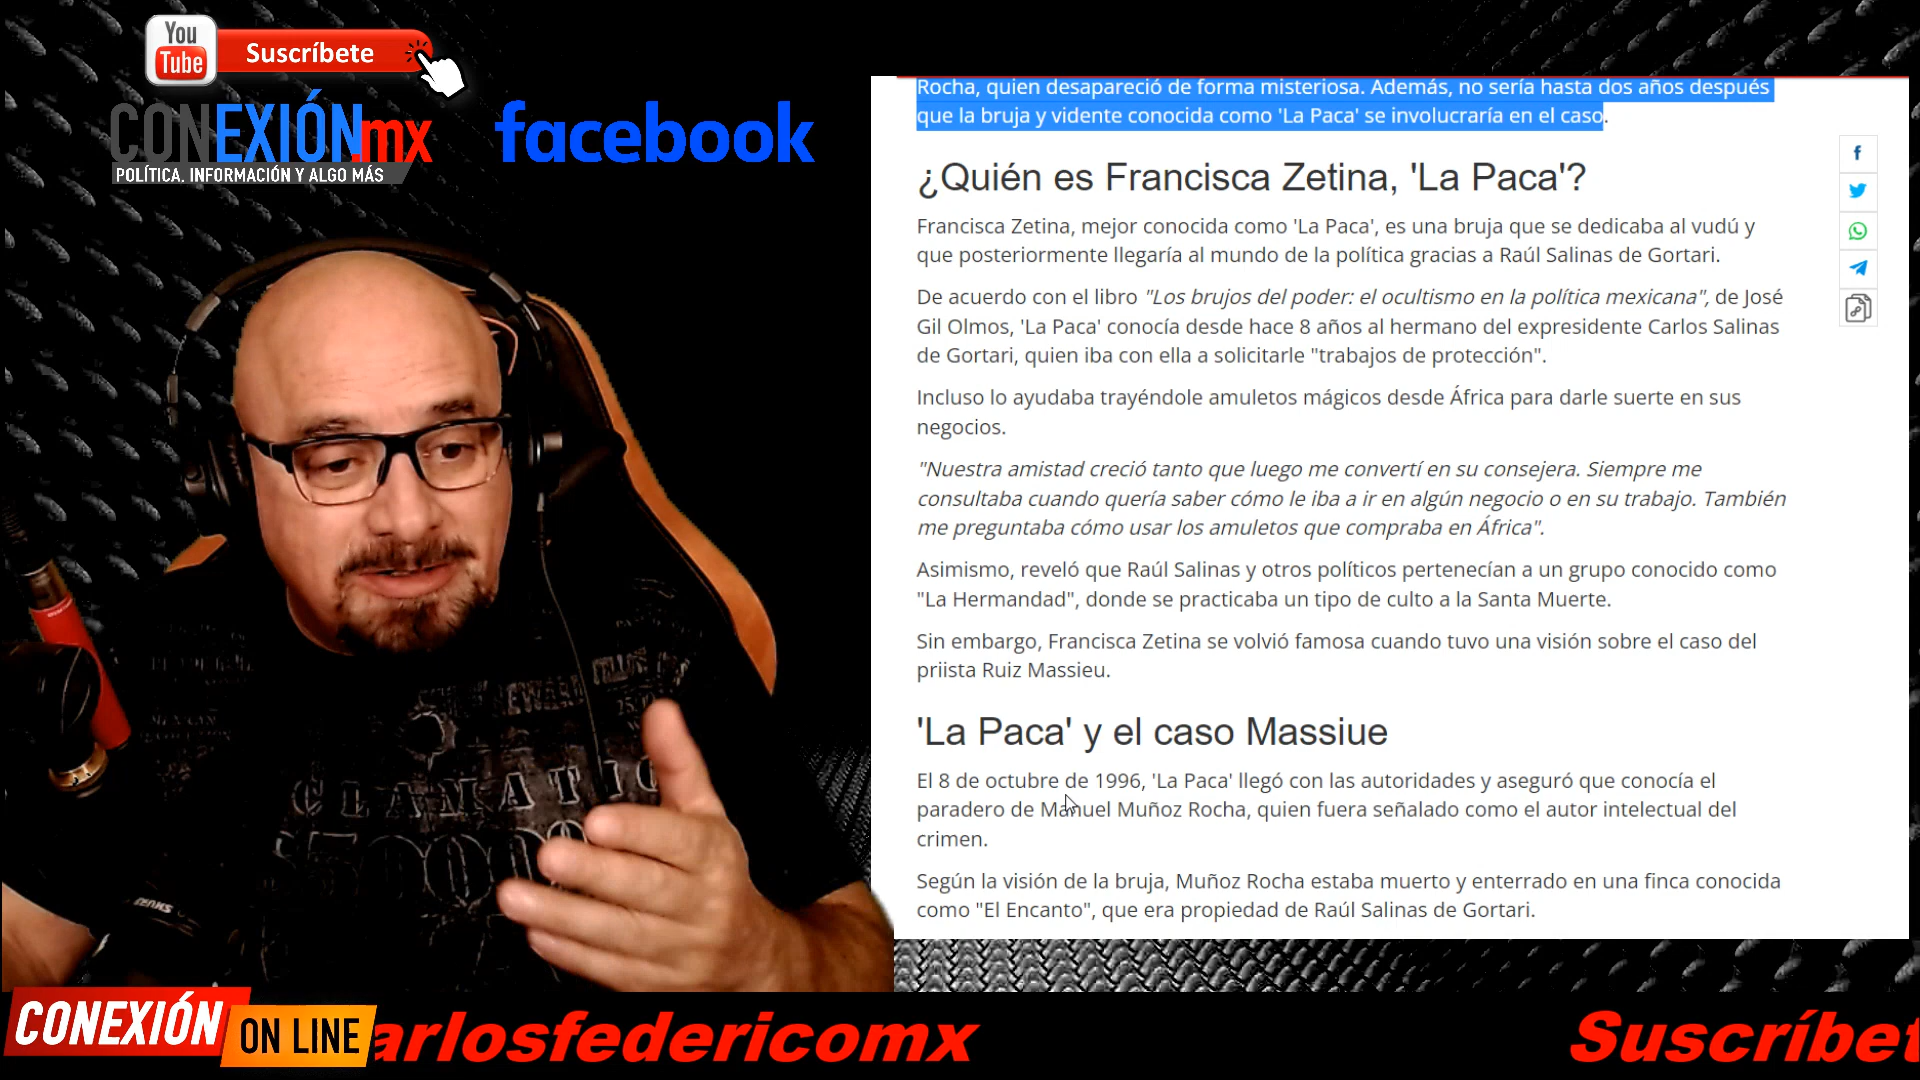 You
Tube
Suscríbete
CONEXIÓN.mx
POLÍTICA. INFORMACIÓN Y ALGO MÁS
facebook
Rocha, quien desapareció de forma misteriosa. Además, no sería hasta dos años después
que la bruja y vidente conocida como 'La Paca' se involucraría en el caso.
¿Quién es Francisca Zetina, 'La Paca'?
Francisca Zetina, mejor conocida como 'La Paca', es una bruja que se dedicaba al vudú y
que posteriormente llegaría al mundo de la política gracias a Raúl Salinas de Gortari.
De acuerdo con el libro "Los brujos del poder: el ocultismo en la política mexicana", de José
Gil Olmos, 'La Paca' conocía desde hace 8 años al hermano del expresidente Carlos Salinas
de Gortari, quien iba con ella a solicitarle "trabajos de protección".
Incluso lo ayudaba trayéndole amuletos mágicos desde África para darle suerte en sus
negocios.
"Nuestra amistad creció tanto que luego me convertí en su consejera. Siempre me
consultaba cuando quería saber cómo le iba a ir en algún negocio o en su trabajo. También
me preguntaba cómo usar los amuletos que compraba en África".
Asimismo, reveló que Raúl Salinas y otros políticos pertenecían a un grupo conocido como
"La Hermandad", donde se practicaba un tipo de culto a la Santa Muerte.
Sin embargo, Francisca Zetina se volvió famosa cuando tuvo una visión sobre el caso del
priista Ruiz Massieu.
'La Paca' y el caso Massiue
El 8 de octubre de 1996, 'La Paca' llegó con las autoridades y aseguró que conocía el
paradero de Manuel Muñoz Rocha, quien fuera señalado como el autor intelectual del
crimen.
Según la visión de la bruja, Muñoz Rocha estaba muerto y enterrado en una finca conocida
como "El Encanto", que era propiedad de Raúl Salinas de Gortari.
CONEXIÓN
ON LINE
arlosfedericomx
Suscríbet